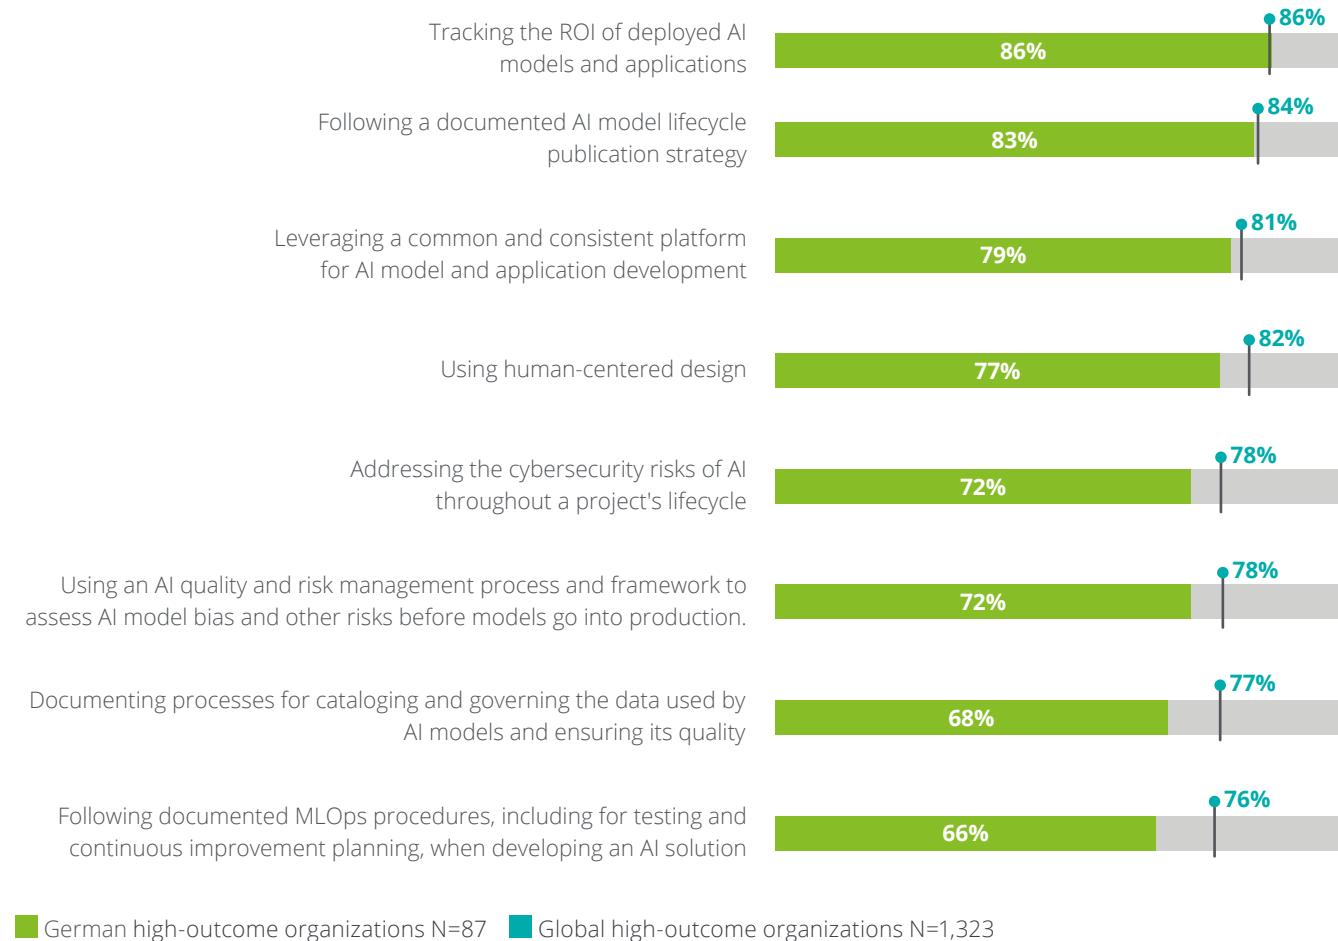 Tracking the ROI of deployed AI
models and applications
86%
86%
Following a documented AI model lifecycle
publication strategy
83%
84%
Leveraging a common and consistent platform
for AI model and application development
79%
81%
Using human-centered design
77%
82%
Addressing the cybersecurity risks of AI
throughout a project's lifecycle
72%
78%
Using an AI quality and risk management process and framework to
assess AI model bias and other risks before models go into production.
72%
78%
Documenting processes for cataloging and governing the data used by
AI models and ensuring its quality
68%
77%
Following documented MLOps procedures, including for testing and
continuous improvement planning, when developing an AI solution
66%
76%
German high-outcome organizations N=87
Global high-outcome organizations N=1,323